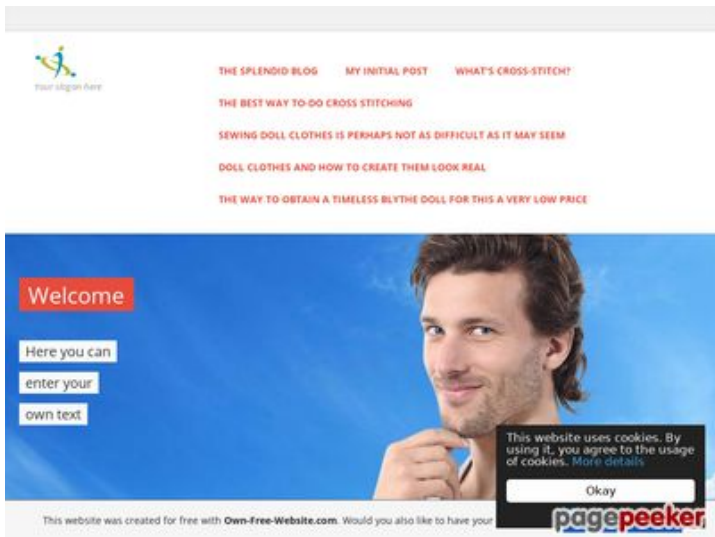 Your slogan here
THE SPLENDID BLOG MY INITIAL POST WHAT'S CROSS-STITCH?
THE BEST WAY TO DO CROSS STITCHING
SEWING DOLL CLOTHES IS PERHAPS NOT AS DIFFICULT AS IT MAY SEEM
DOLL CLOTHES AND HOW TO CREATE THEM LOOK REAL
THE WAY TO OBTAIN A TIMELESS BLYTHE DOLL FOR THIS A VERY LOW PRICE
Welcome
Here you can
enter your
own text
This website uses cookies. By
using it, you agree to the usage
of cookies. More details
Okay
This website was created for free with Own-Free-Website.com. Would you also like to have your
pagepeeker